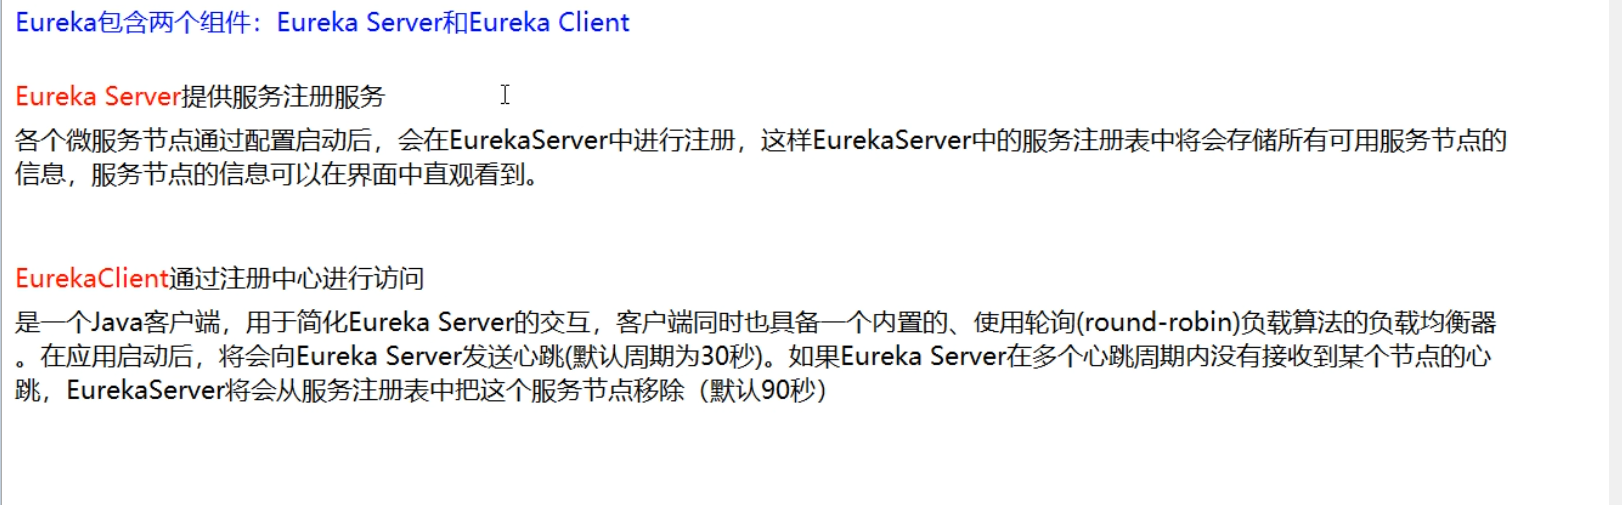 Eureka包含两个组件：Eureka Server和Eureka Client
Eureka Server提供服务注册服务
各个微服务节点通过配置启动后，会在EurekaServer中进行注册，这样EurekaServer中的服务注册表中将会存储所有可用服务节点的
信息，服务节点的信息可以在界面中直观看到。
EurekaClient通过注册中心进行访问
是一个Java客户端，用于简化Eureka Server的交互，客户端同时也具备一个内置的、使用轮询(round-robin)负载算法的负载均衡器
。在应用启动后，将会向Eureka Server发送心跳(默认周期为30秒)。如果Eureka Server在多个心跳周期内没有接收到某个节点的心
跳，EurekaServer将会从服务注册表中把这个服务节点移除（默认90秒）